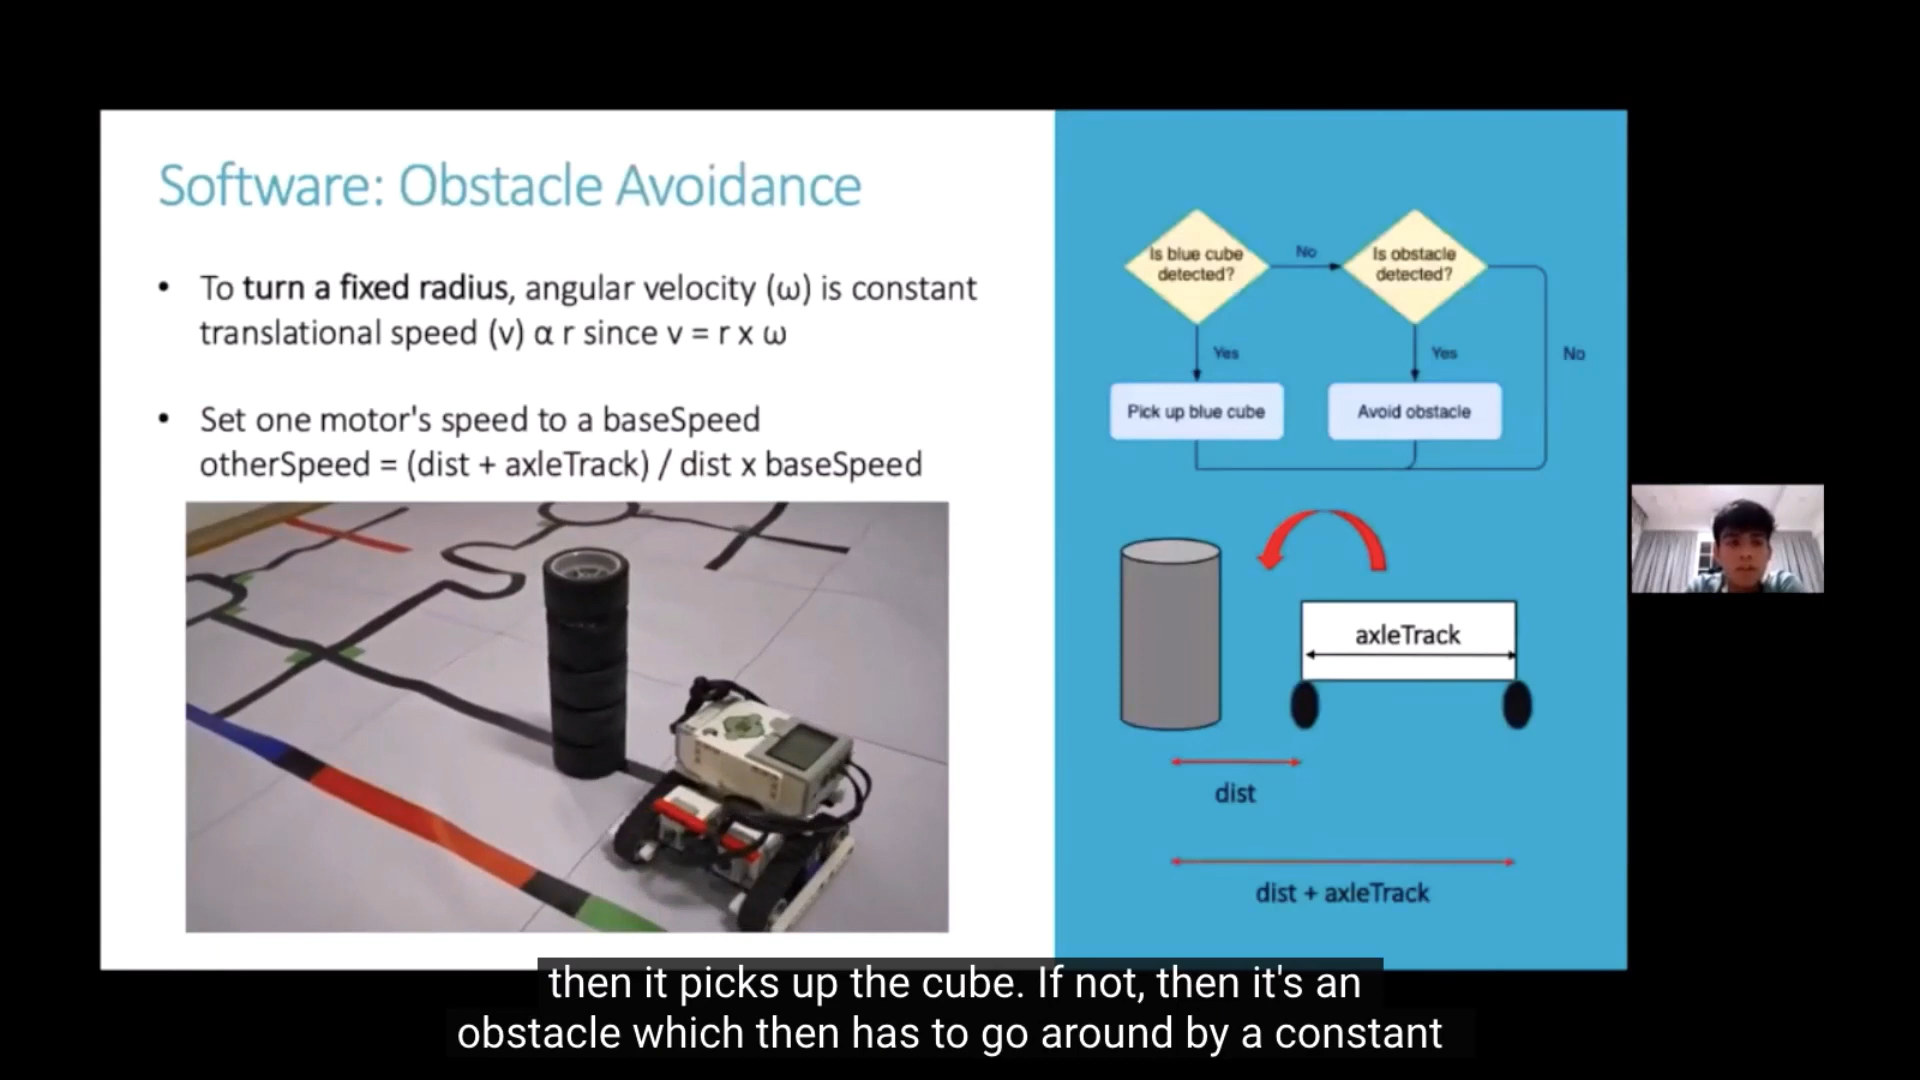 Software: Obstacle Avoidance
• To turn a fixed radius, angular velocity (ω) is constant
translational speed (v) α r since v = r x ω
• Set one motor's speed to a baseSpeed
otherSpeed = (dist + axleTrack) / dist x baseSpeed
Is blue cube
detected?
No
Is obstacle
detected?
Yes
Yes
No
Pick up blue cube
Avoid obstacle
axleTrack
dist
dist + axleTrack
then it picks up the cube. If not, then it's an
obstacle which then has to go around by a constant